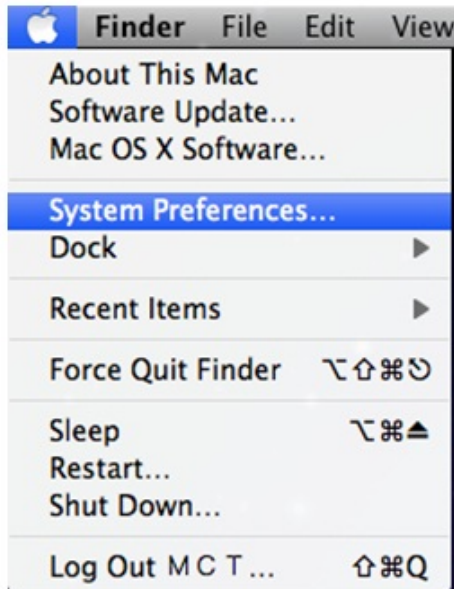 Finder File Edit View
About This Mac
Software Update...
Mac OS X Software...
System Preferences...
Dock ▶
Recent Items ▶
Force Quit Finder ⌥⇧⌘⎋
Sleep ⌥⌘⏏
Restart...
Shut Down...
Log Out M C T... ⇧⌘Q